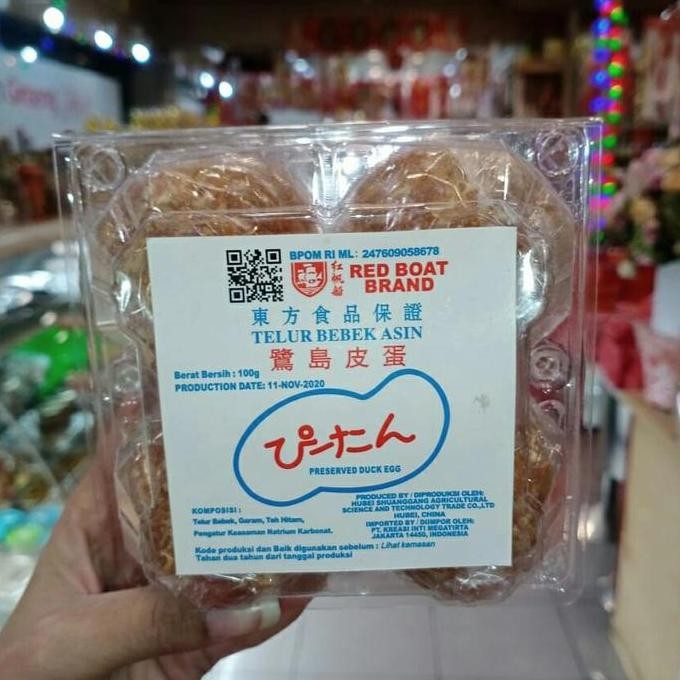 BPOM RI ML: 247609058678
紅帆船
RED BOAT
BRAND
東方食品保證
TELUR BEBEK ASIN
鷺島皮蛋
Berat Bersih : 100g
PRODUCTION DATE: 11-NOV-2020
ぴータん
PRESERVED DUCK EGG
KOMPOSISI :
Telur Bebek, Garam, Teh Hitam,
Pengatur Keasaman Natrium Karbonat.
PRODUCED BY / DIPRODUKSI OLEH:
HUBEI SHUANGGANG AGRICULTURAL
SCIENCE AND TECHNOLOGY TRADE CO.,LTD
HUBEI, CHINA
IMPORTED BY / DIIMPOR OLEH:
PT. KREASI INTI MEGATIRTA
JAKARTA 14450, INDONESIA
Kode produksi dan Baik digunakan sebelum : Lihat kemasan
Tahan dua tahun dari tanggal produksi